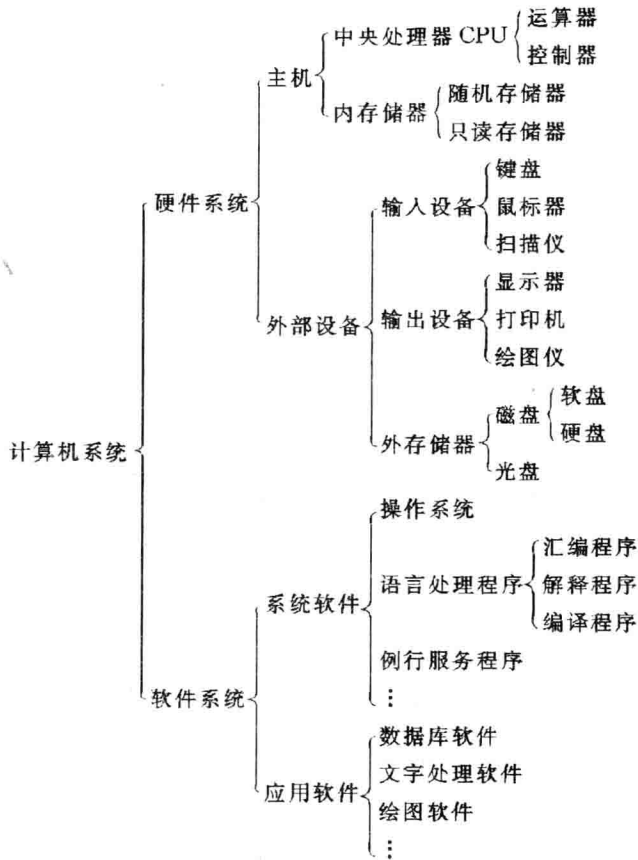 计算机系统
硬件系统
主机
中央处理器 CPU
运算器
控制器
内存储器
随机存储器
只读存储器
外部设备
输入设备
键盘
鼠标器
扫描仪
输出设备
显示器
打印机
绘图仪
外存储器
磁盘
软盘
硬盘
光盘
软件系统
系统软件
操作系统
语言处理程序
汇编程序
解释程序
编译程序
例行服务程序
⋮
应用软件
数据库软件
文字处理软件
绘图软件
⋮